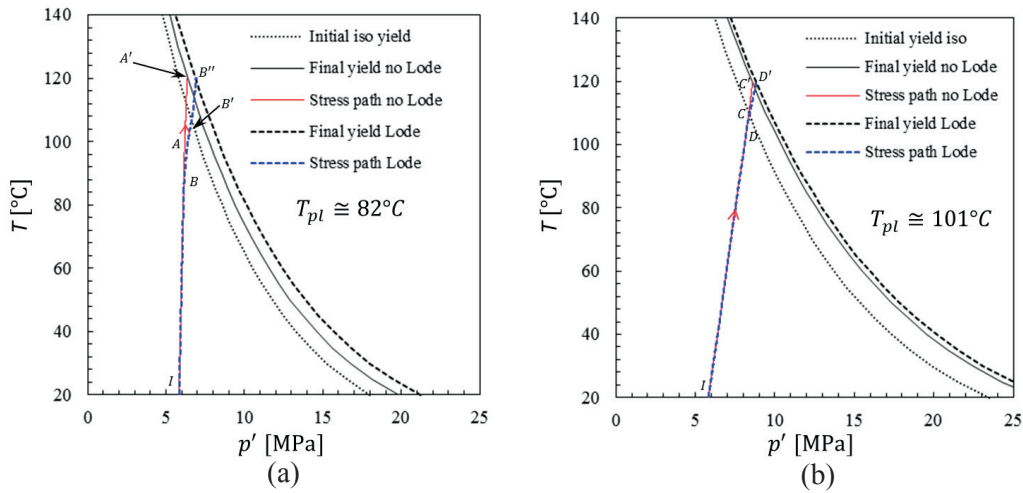 140
120
100
80
60
40
20
T [°C]
0 5 10 15 20 25
p′ [MPa]
(a)
Initial iso yield
Final yield no Lode
Stress path no Lode
Final yield Lode
Stress path Lode
T_pl ≅ 82°C
A′
B″
B′
A
B
I
140
120
100
80
60
40
20
T [°C]
0 5 10 15 20 25
p′ [MPa]
(b)
Initial yield iso
Final yield no Lode
Stress path no Lode
Final yield Lode
Stress path Lode
T_pl ≅ 101°C
C′ D′
C
D
I